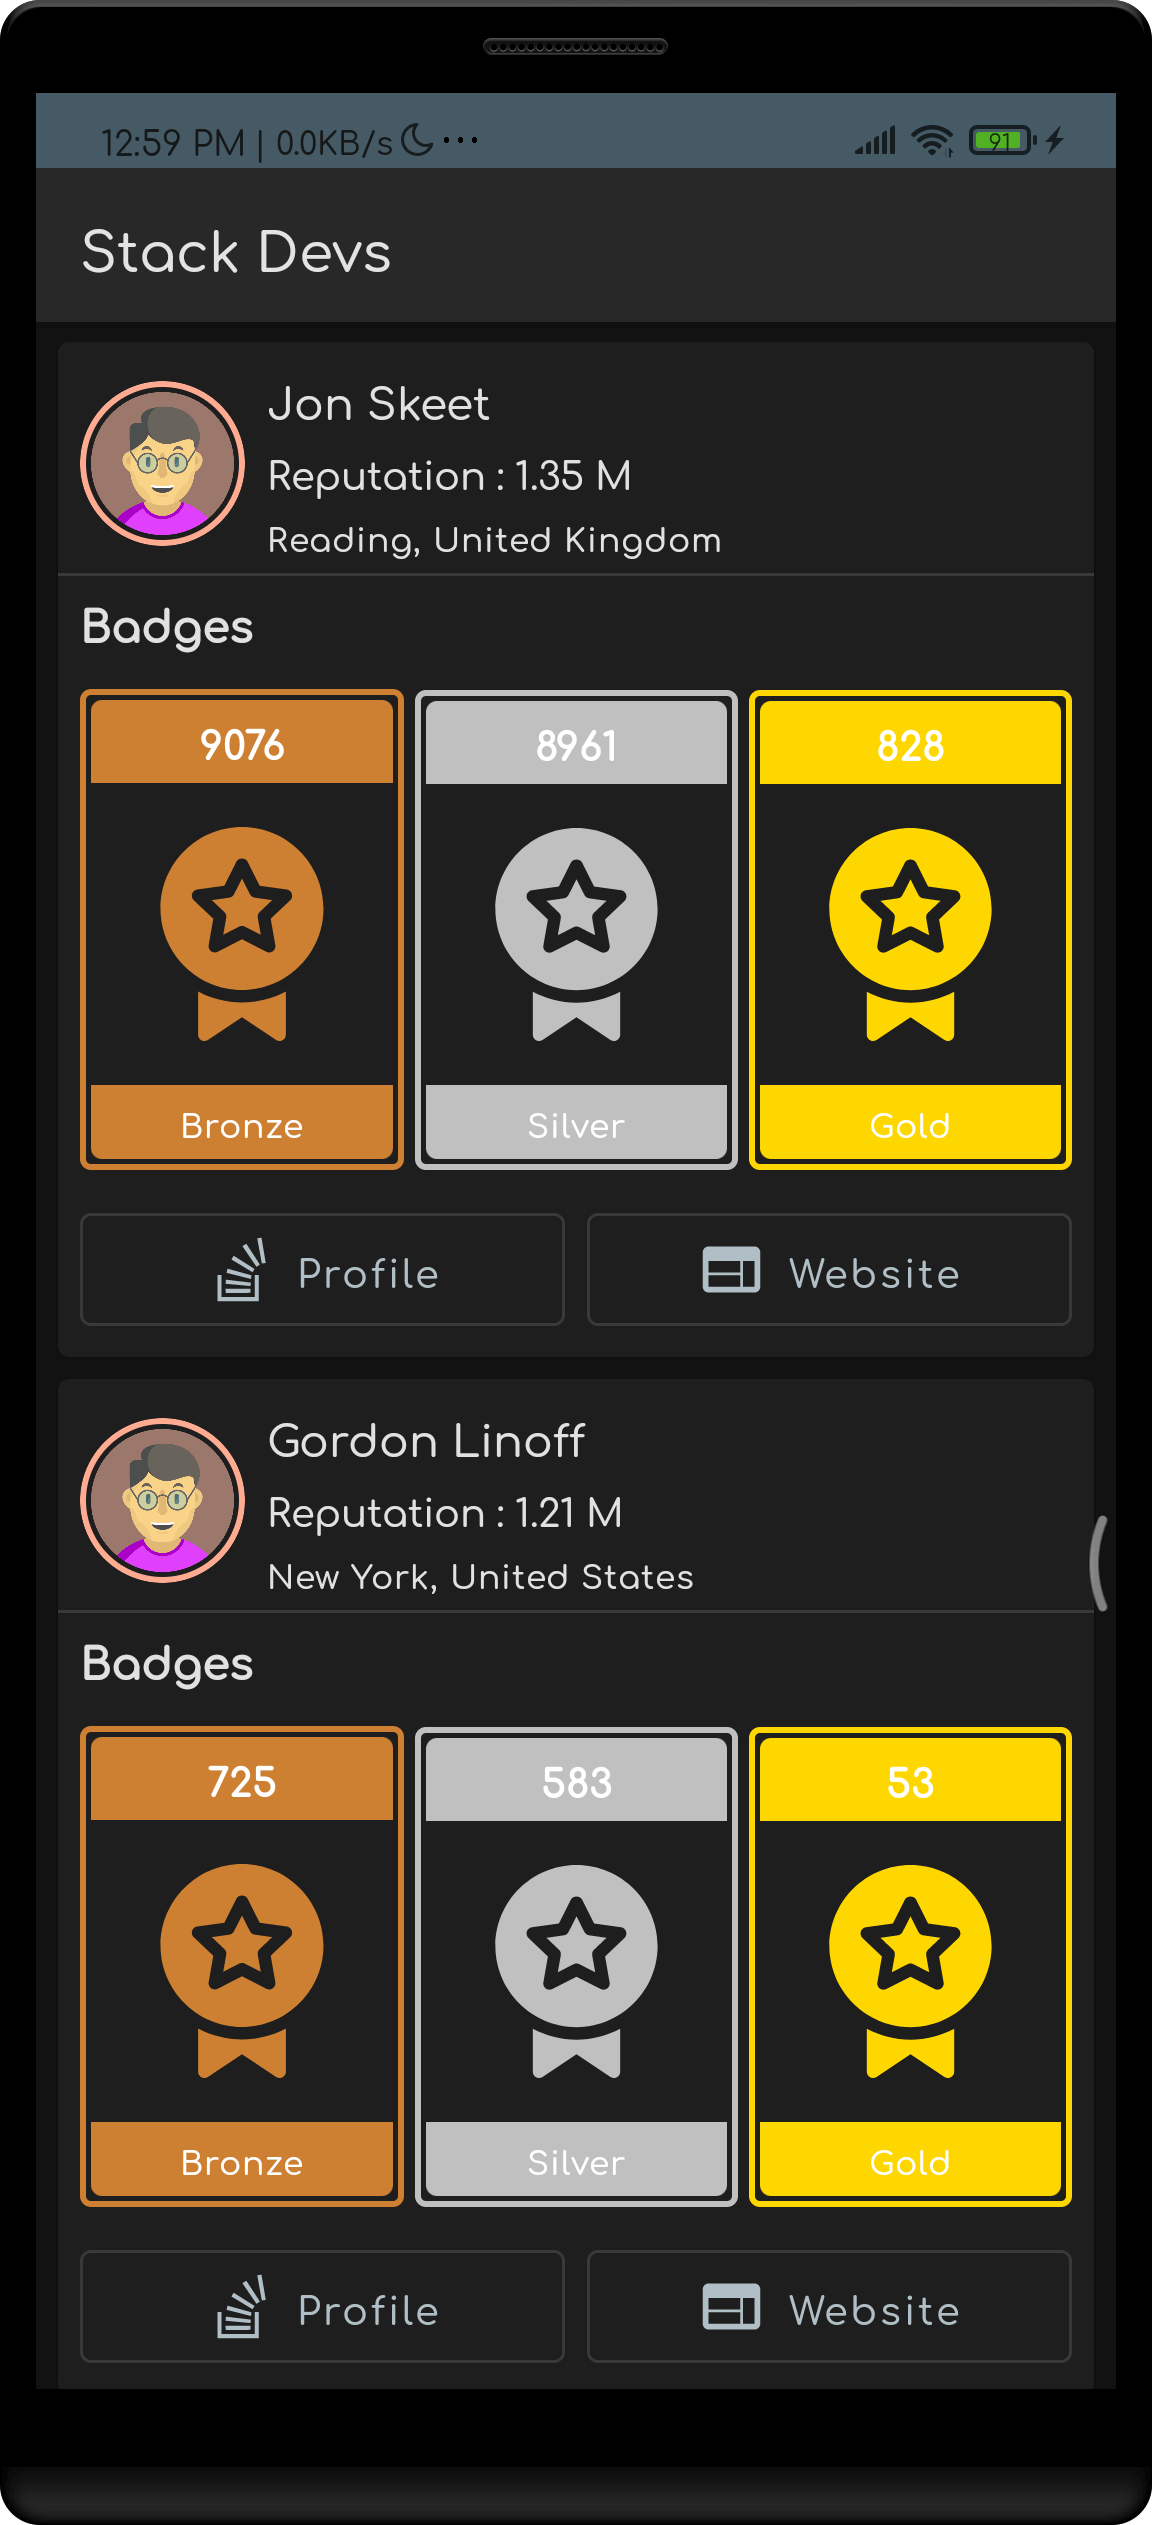 12:59 PM | 0.0KB/s ...
91
Stack Devs
Jon Skeet
Reputation : 1.35 M
Reading, United Kingdom
Badges
9076 8961 828
Bronze Silver Gold
Profile Website
Gordon Linoff
Reputation : 1.21 M
New York, United States
Badges
725 583 53
Bronze Silver Gold
Profile Website